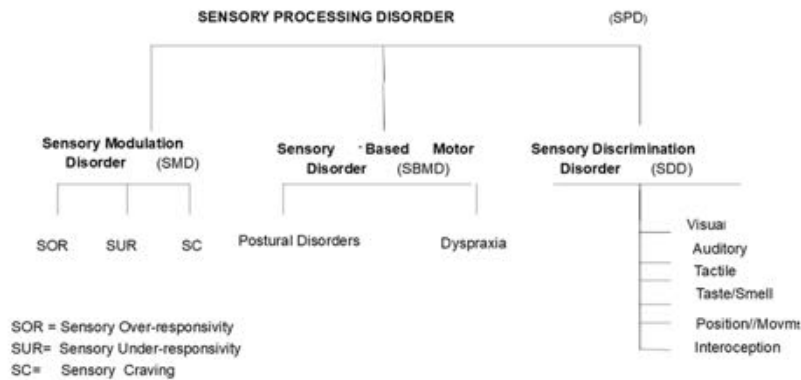 SENSORY PROCESSING DISORDER (SPD)
Sensory Modulation
Disorder (SMD)
Sensory - Based Motor
Disorder (SBMD)
Sensory Discrimination
Disorder (SDD)
SOR SUR SC
Postural Disorders Dyspraxia
Visual
Auditory
Tactile
Taste/Smell
Position//Movme
Interoception
SOR = Sensory Over-responsivity
SUR= Sensory Under-responsivity
SC= Sensory Craving